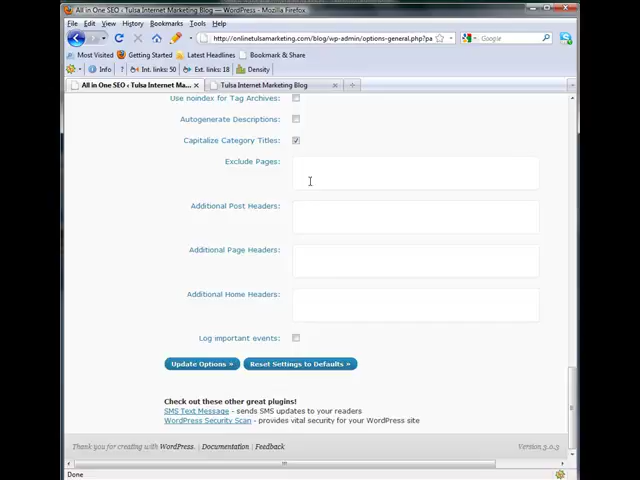 All in One SEO ‹ Tulsa Internet Marketing Blog — WordPress - Mozilla Firefox
File Edit View History Bookmarks Tools Help
http://onlinetulsamarketing.com/blog/wp-admin/options-general.php?pa
Google
Most Visited Getting Started Latest Headlines Bookmark & Share
Info Int. links: 50 Ext. links: 18 Density
All in One SEO ‹ Tulsa Internet Ma... Tulsa Internet Marketing Blog
Use noindex for Tag Archives:
Autogenerate Descriptions:
Capitalize Category Titles:
Exclude Pages:
Additional Post Headers:
Additional Page Headers:
Additional Home Headers:
Log important events:
Update Options » Reset Settings to Defaults »
Check out these other great plugins!
SMS Text Message - sends SMS updates to your readers
WordPress Security Scan - provides vital security for your WordPress site
Thank you for creating with WordPress. | Documentation | Feedback Version 3.0.3
Done